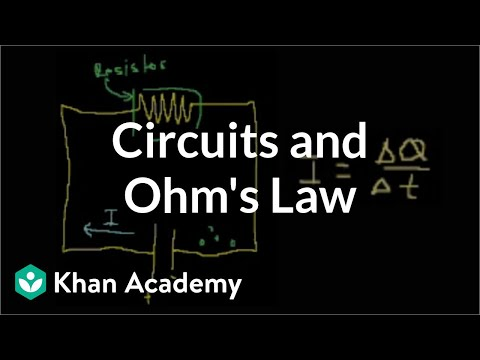 Resistor
Circuits and
Ohm's Law
I = ΔQ
Δt
I
+
Khan Academy